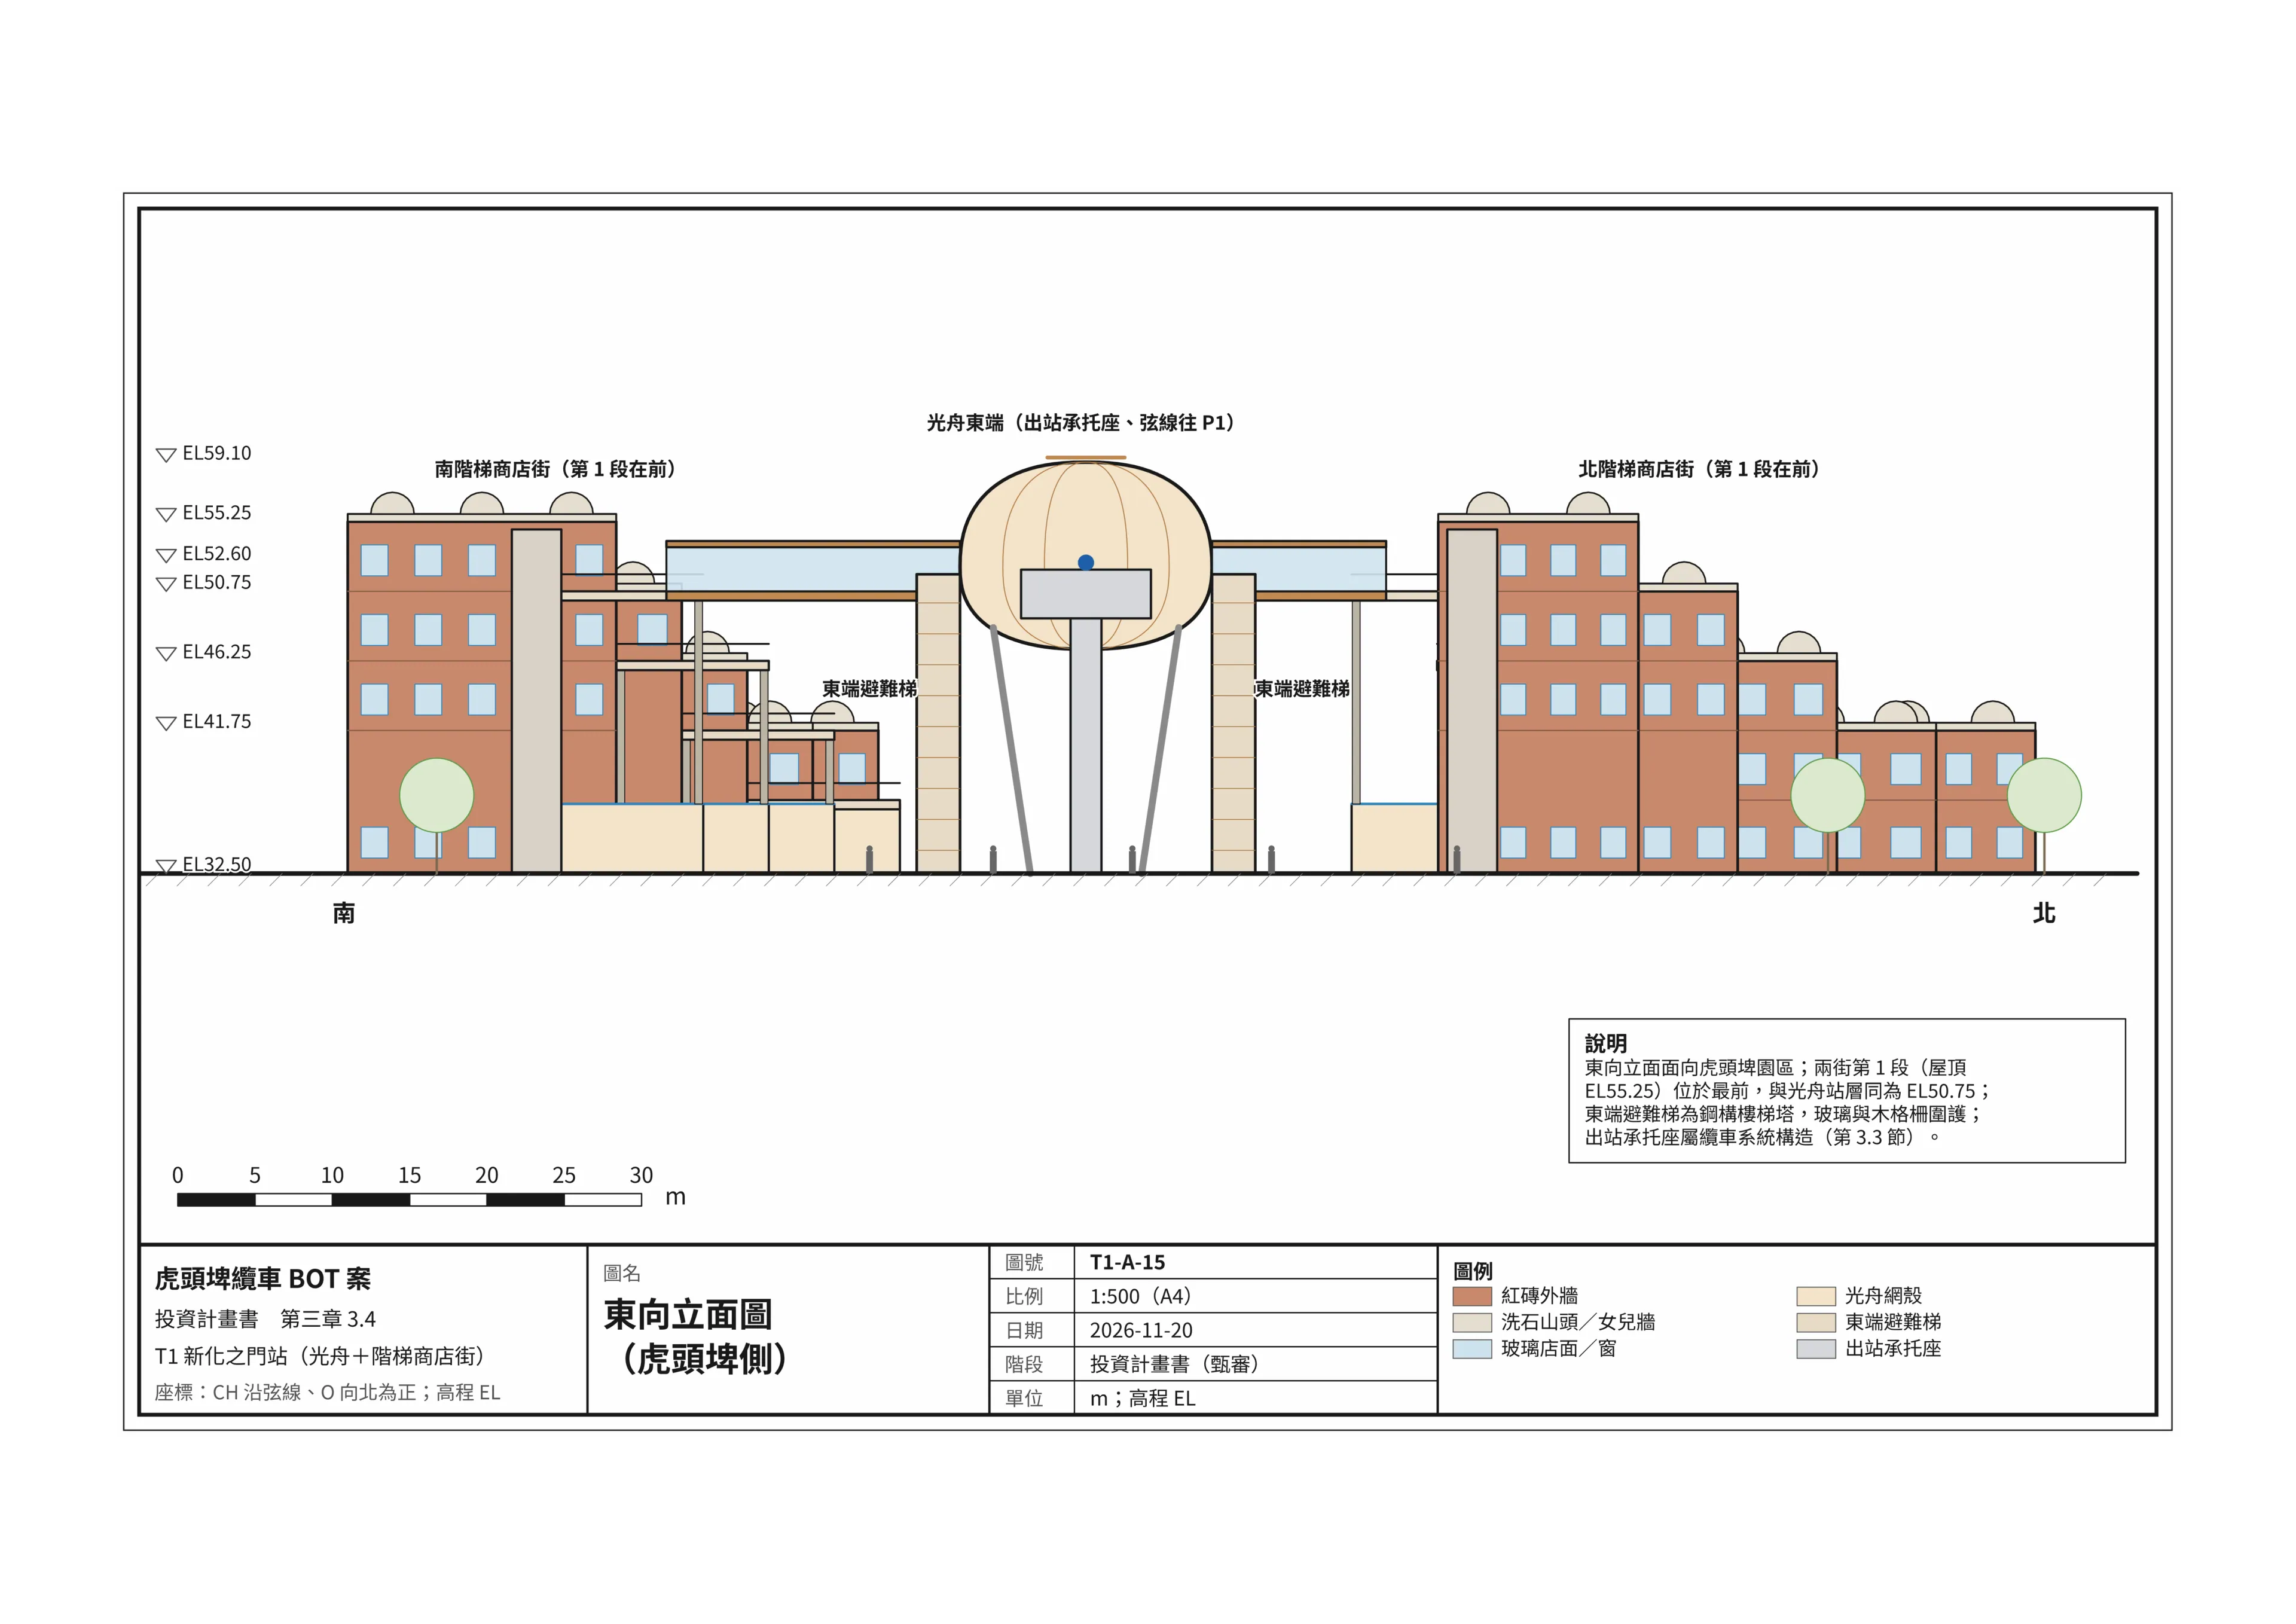 光舟東端（出站承托座、弦線往 P1）
EL59.10
南階梯商店街（第 1 段在前）
北階梯商店街（第 1 段在前）
EL55.25
EL52.60
EL50.75
EL46.25
東端避難梯
東端避難梯
EL41.75
EL32.50
南
北
說明
東向立面面向虎頭埤園區；兩街第 1 段（屋頂
EL55.25）位於最前，與光舟站層同為 EL50.75；
東端避難梯為鋼構樓梯塔，玻璃與木格柵圍護；
出站承托座屬纜車系統構造（第 3.3 節）。
0 5 10 15 20 25 30 m
虎頭埤纜車 BOT 案
投資計畫書　第三章 3.4
T1 新化之門站（光舟＋階梯商店街）
座標：CH 沿弦線、O 向北為正；高程 EL
圖名
東向立面圖
（虎頭埤側）
圖號 T1-A-15
比例 1:500（A4）
日期 2026-11-20
階段 投資計畫書（甄審）
單位 m；高程 EL
圖例
紅磚外牆
洗石山頭／女兒牆
玻璃店面／窗
光舟網殼
東端避難梯
出站承托座